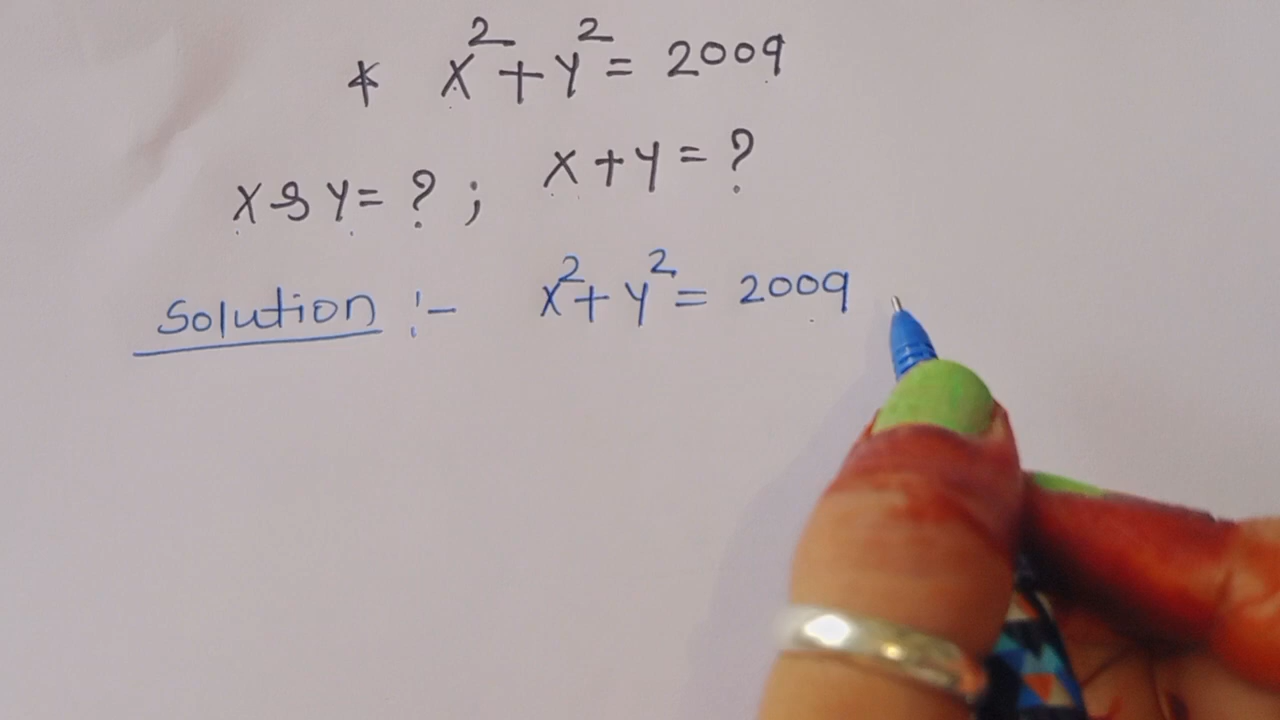 * x²+y²= 2009
x & y= ? ; x+y=?
Solution :- x²+y²= 2009